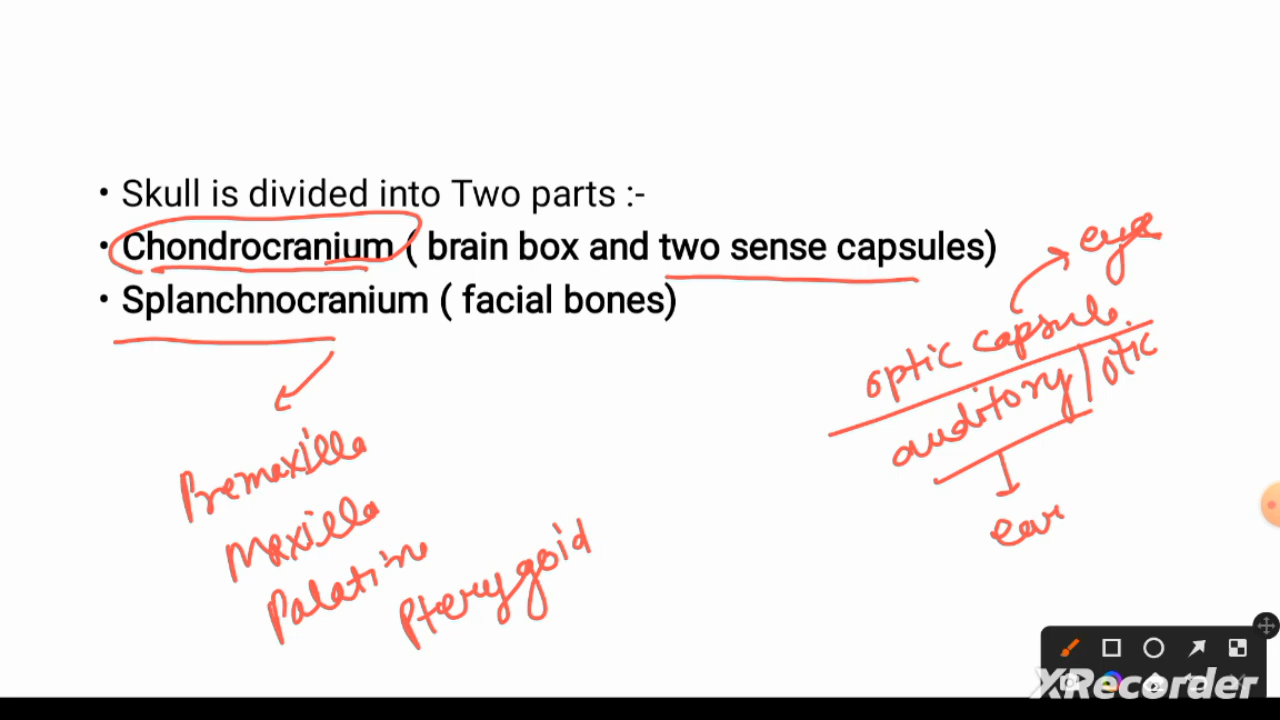 • Skull is divided into Two parts :-
• Chondrocranium ( brain box and two sense capsules)
• Splanchnocranium ( facial bones)
eye
optic capsule.
auditory / otic
ear
Premaxilla
Maxilla
Palatine
Pterygoid
XRecorder